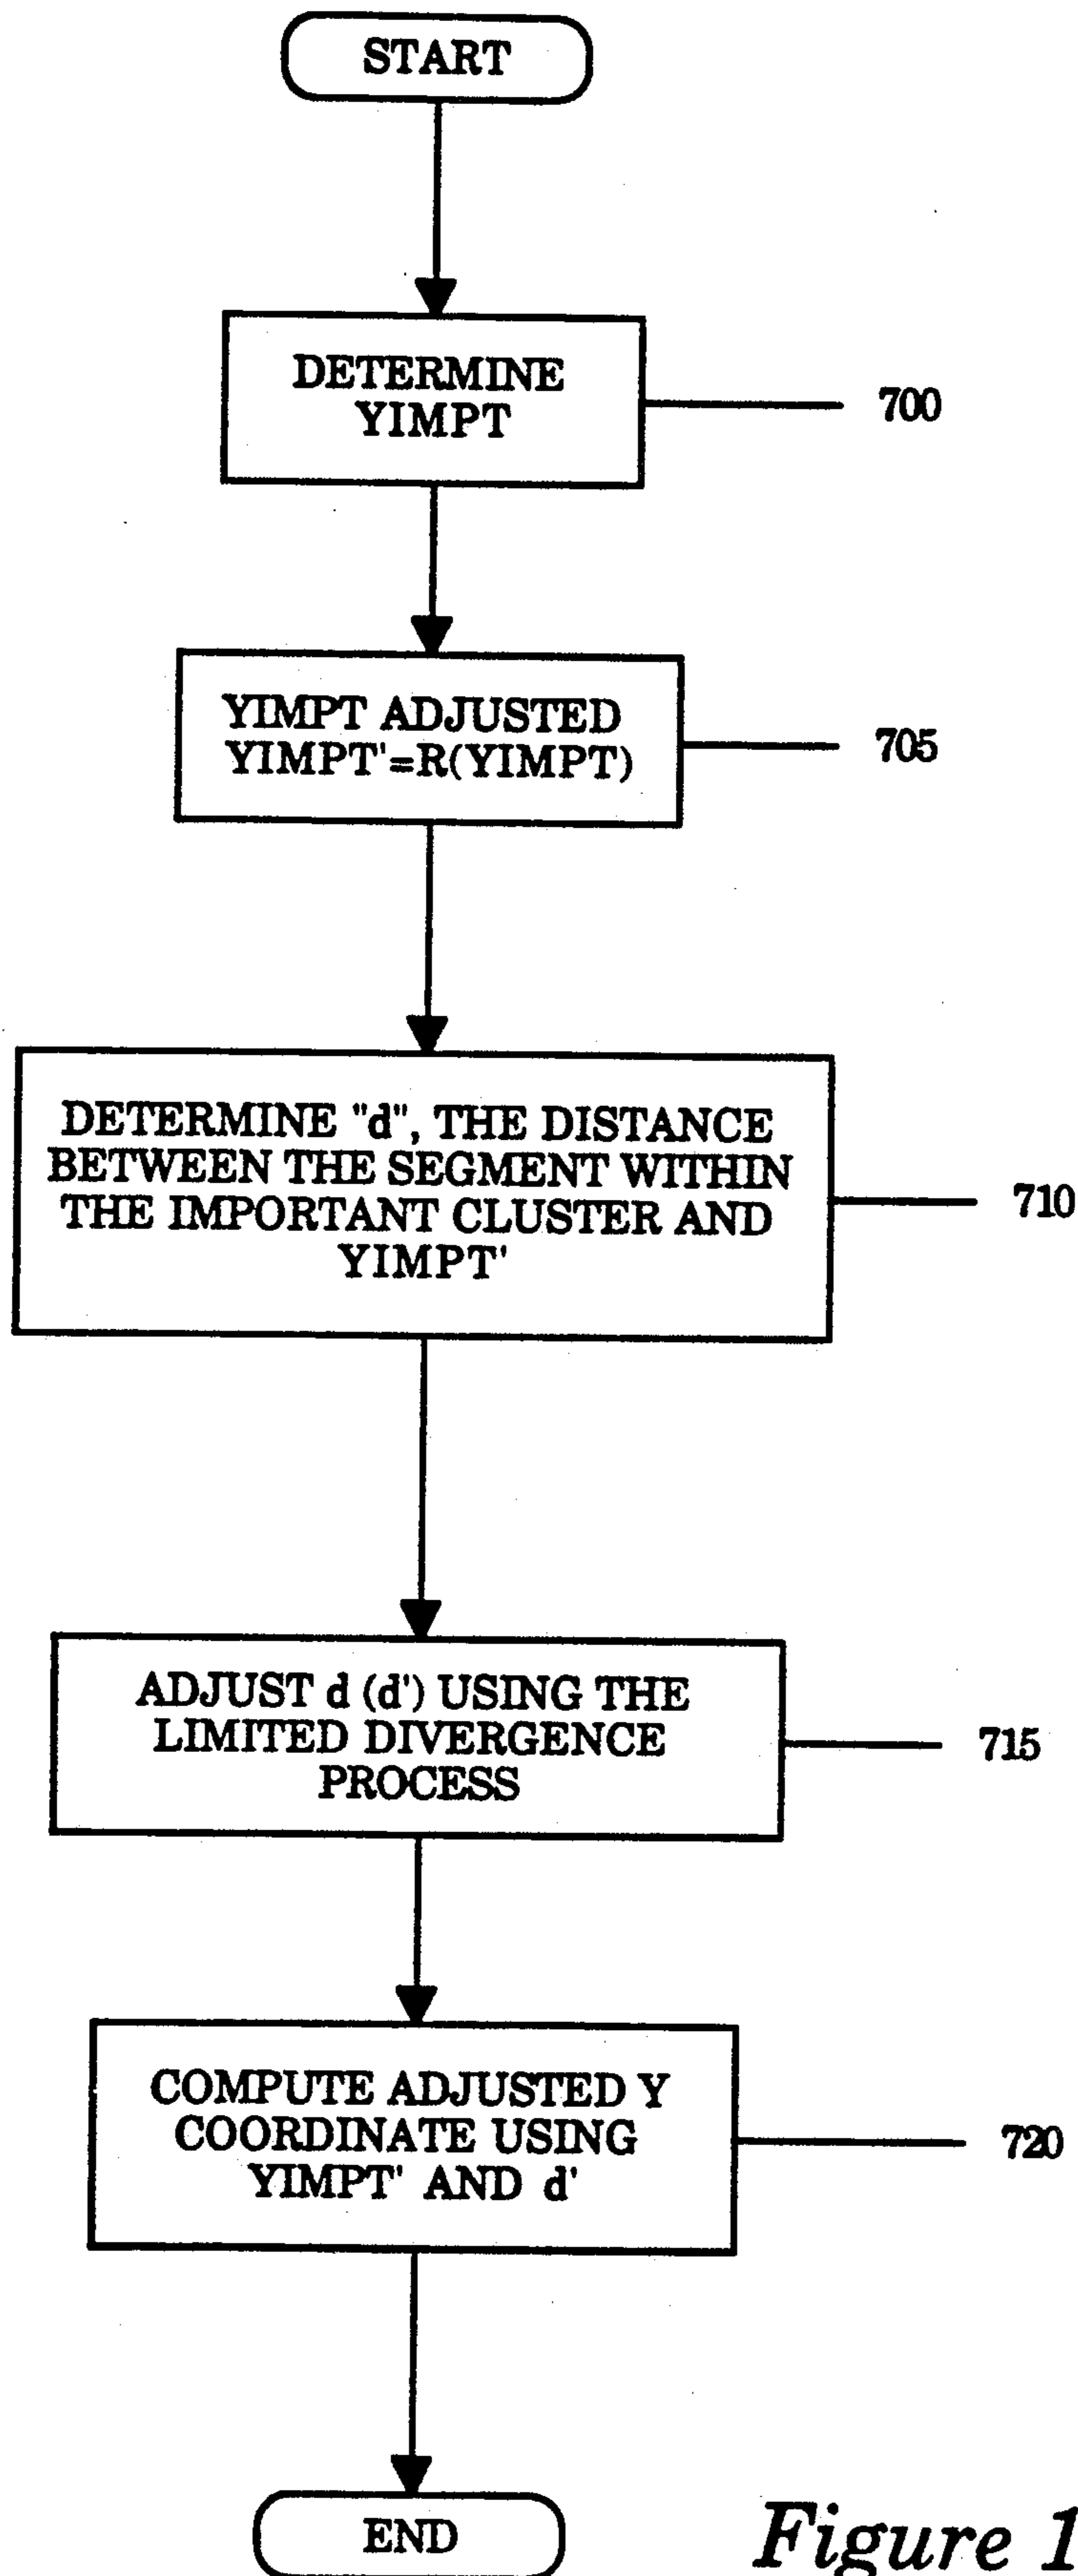 START
DETERMINE
YIMPT
700
YIMPT ADJUSTED
YIMPT'=R(YIMPT)
705
DETERMINE "d", THE DISTANCE
BETWEEN THE SEGMENT WITHIN
THE IMPORTANT CLUSTER AND
YIMPT'
710
ADJUST d (d') USING THE
LIMITED DIVERGENCE
PROCESS
715
COMPUTE ADJUSTED Y
COORDINATE USING
YIMPT' AND d'
720
END
Figure 1